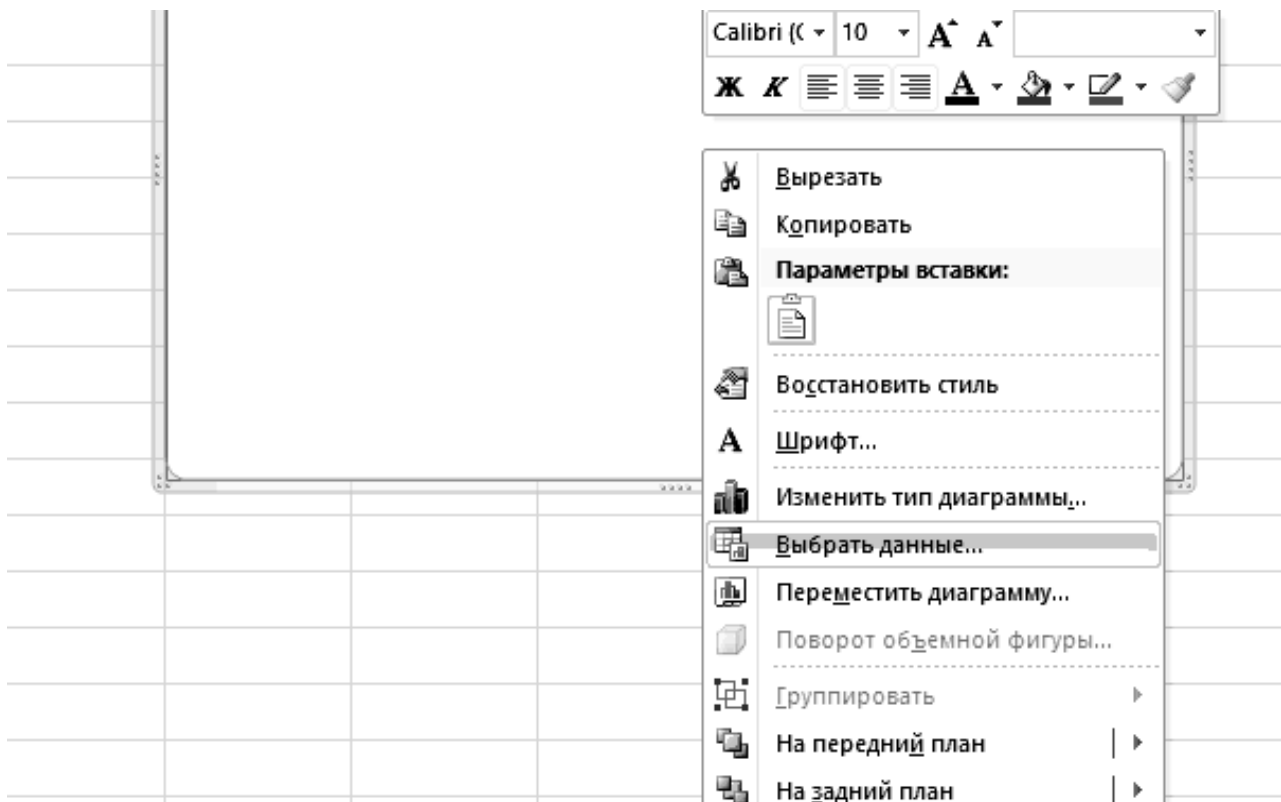 Calibri (( 10 A A
Ж К A
Вырезать
Копировать
Параметры вставки:
Восстановить стиль
A Шрифт...
Изменить тип диаграммы...
Выбрать данные...
Переместить диаграмму...
Поворот объемной фигуры...
Группировать
На передний план
На задний план